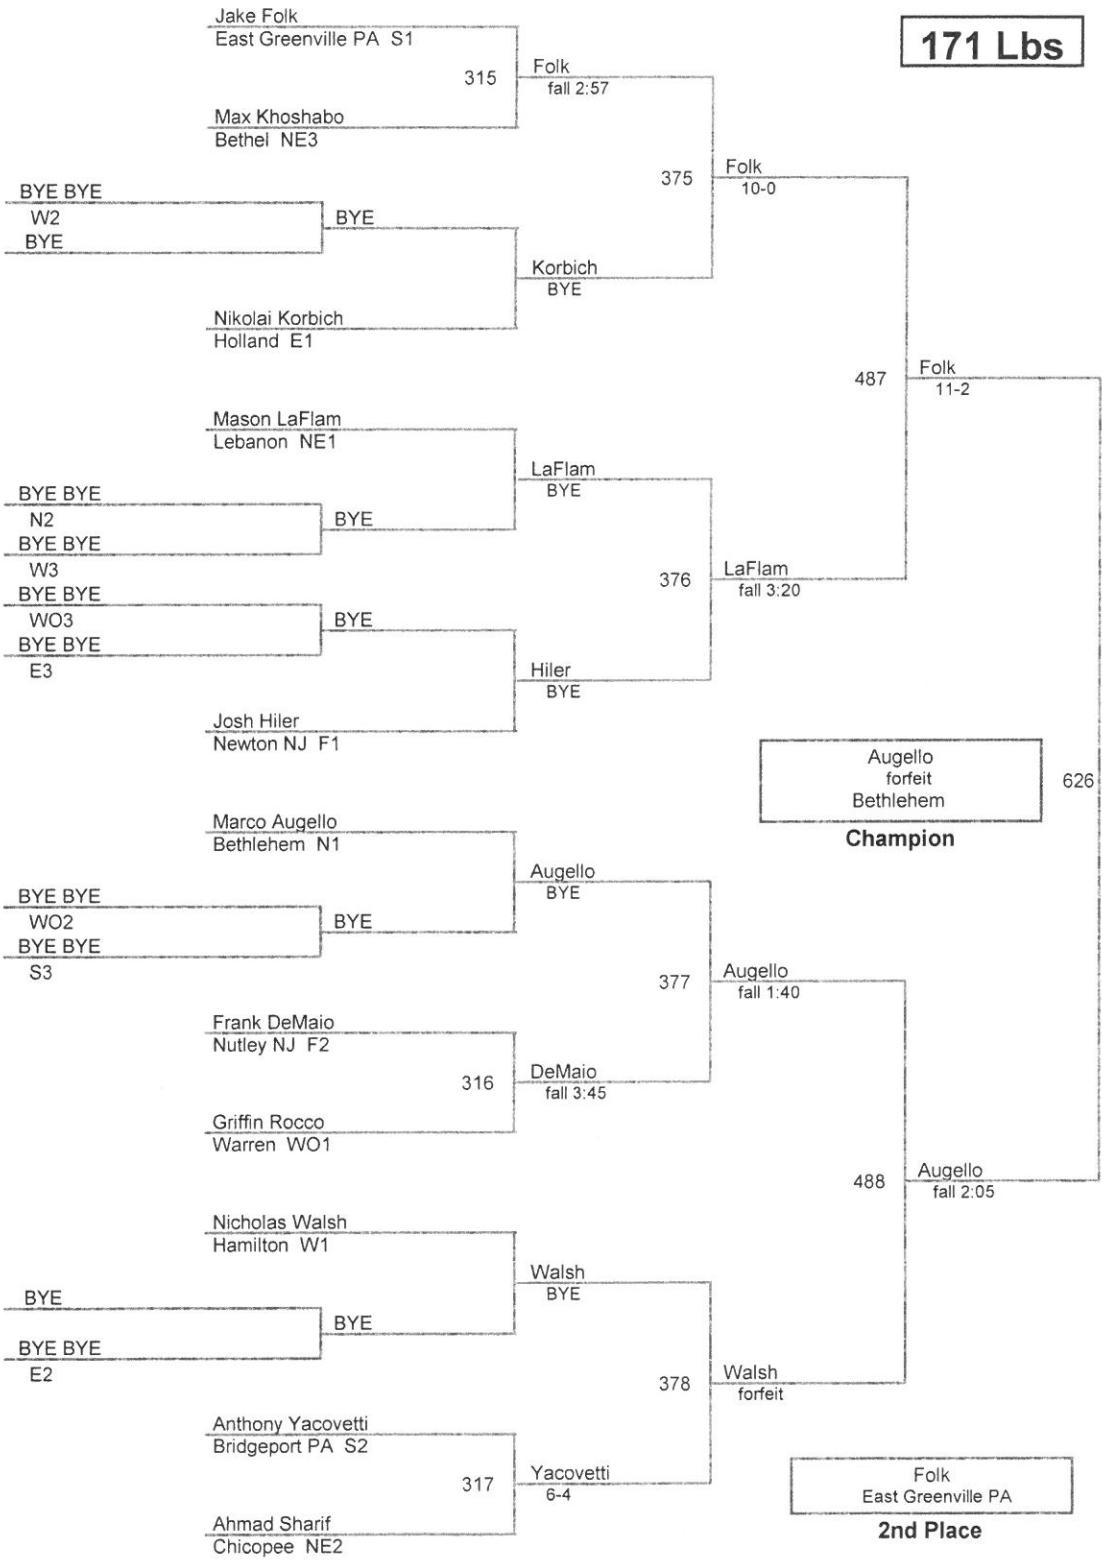 Jake Folk
East Greenville PA S1
171 Lbs
315
Folk
fall 2:57
Max Khoshabo
Bethel NE3
375
Folk
10-0
BYE BYE
W2
BYE
BYE
Korbich
BYE
Nikolai Korbich
Holland E1
487
Folk
11-2
Mason LaFlam
Lebanon NE1
LaFlam
BYE
BYE BYE
N2
BYE
BYE BYE
W3
376
LaFlam
fall 3:20
BYE BYE
WO3
BYE
BYE BYE
E3
Hiler
BYE
Josh Hiler
Newton NJ F1
Augello
forfeit
Bethlehem
626
Champion
Marco Augello
Bethlehem N1
Augello
BYE
BYE BYE
WO2
BYE
BYE BYE
S3
377
Augello
fall 1:40
Frank DeMaio
Nutley NJ F2
316
DeMaio
fall 3:45
Griffin Rocco
Warren WO1
488
Augello
fall 2:05
Nicholas Walsh
Hamilton W1
Walsh
BYE
BYE
BYE
BYE BYE
E2
378
Walsh
forfeit
Anthony Yacovetti
Bridgeport PA S2
317
Yacovetti
6-4
Ahmad Sharif
Chicopee NE2
Folk
East Greenville PA
2nd Place